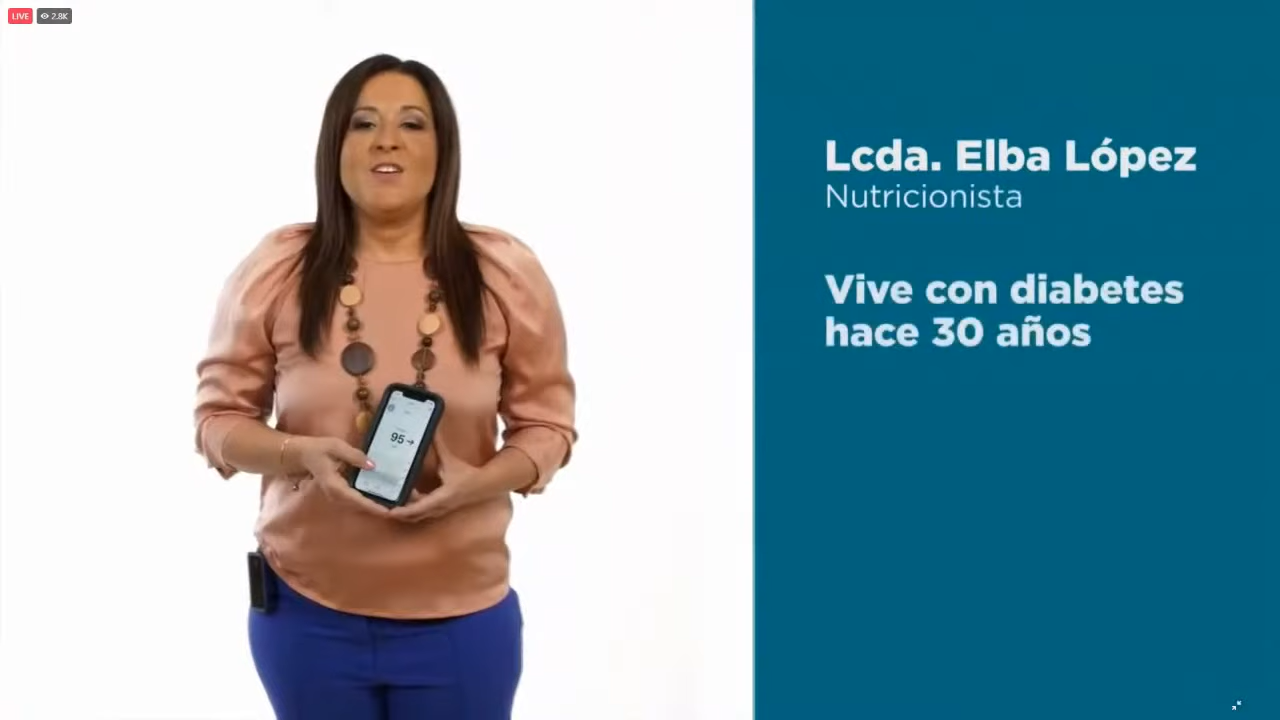 LIVE 2.8K
Lcda. Elba López
Nutricionista
Vive con diabetes
hace 30 años
95